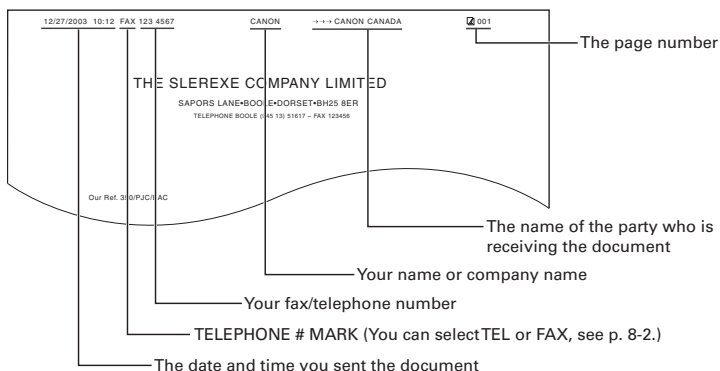 12/27/2003 10:12 FAX 123 4567 CANON →→→ CANON CANADA 001
The page number
THE SLEREXE COMPANY LIMITED
SAPORS LANE•BOOLE•DORSET•BH25 8ER
TELEPHONE BOOLE (945 13) 51617 – FAX 123456
Our Ref. 350/PJC/EAC
The name of the party who is
receiving the document
Your name or company name
Your fax/telephone number
TELEPHONE # MARK (You can select TEL or FAX, see p. 8-2.)
The date and time you sent the document